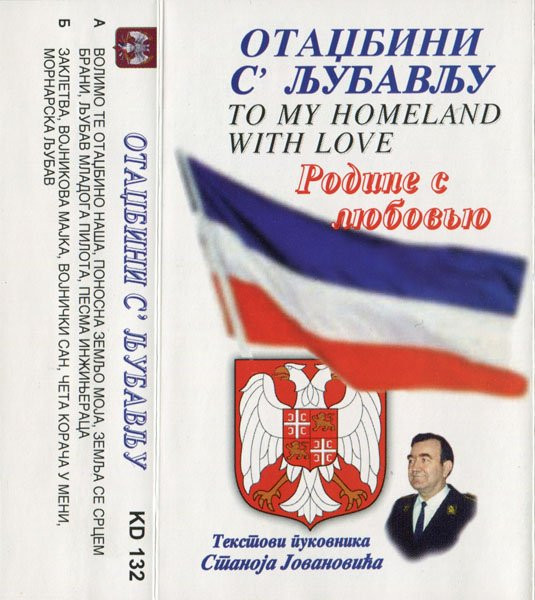 ОТАЏБИНИ
С' ЉУБАВЉУ
TO MY HOMELAND
WITH LOVE
Родине с
любовью
Текстови пуковника
Станоја Јовановића
ОТАЏБИНИ С' ЉУБАВЉУ
KD 132
А ВОЛИМО ТЕ ОТАЏБИНО НАША, ПОНОСНА ЗЕМЉО МОЈА, ЗЕМЉА СЕ СРЦЕМ
БРАНИ, ЉУБАВ МЛАДОГА ПИЛОТА, ПЕСМА ИНЖИЊЕРАЦА
Б ЗАКЛЕТВА, ВОЈНИКОВА МАЈКА, ВОЈНИЧКИ САН, ЧЕТА КОРАЧА У МЕНИ,
МОРНАРСКА ЉУБАВ